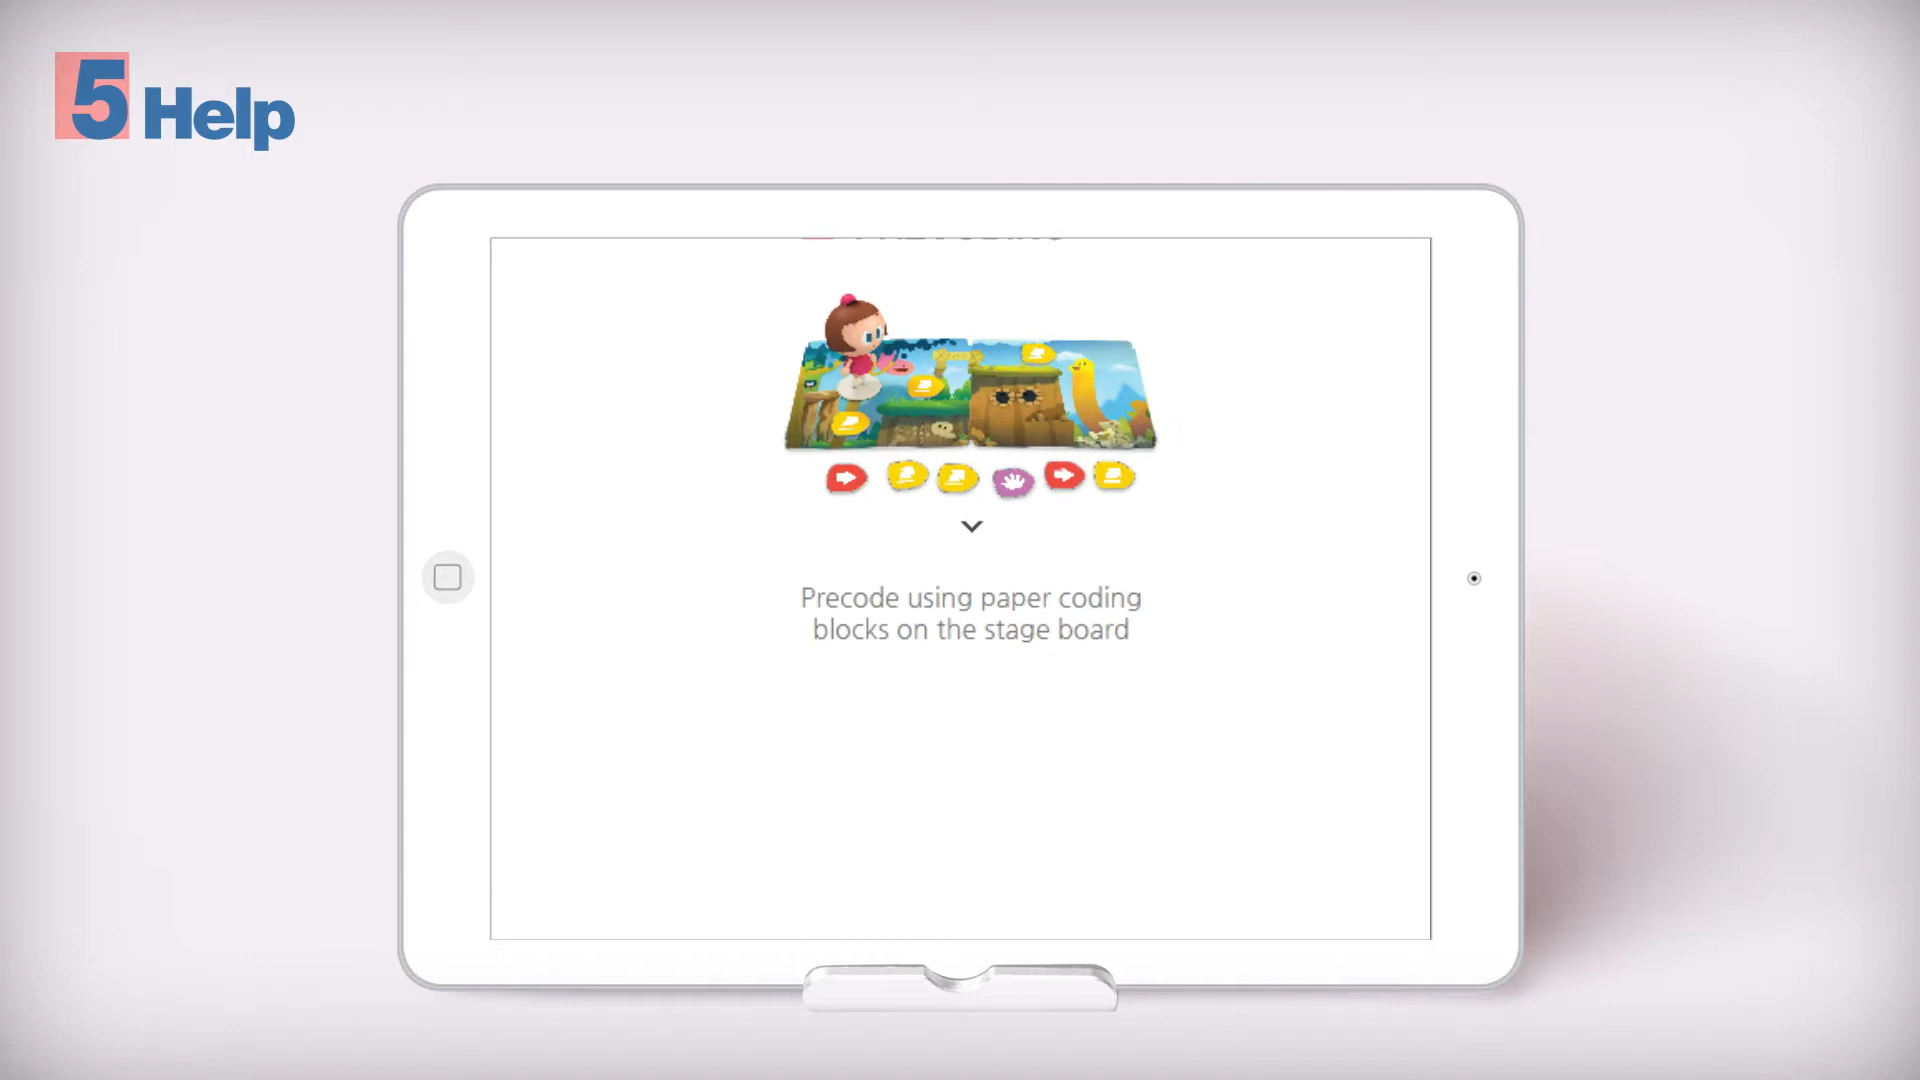 5 Help
Precode using paper coding
blocks on the stage board